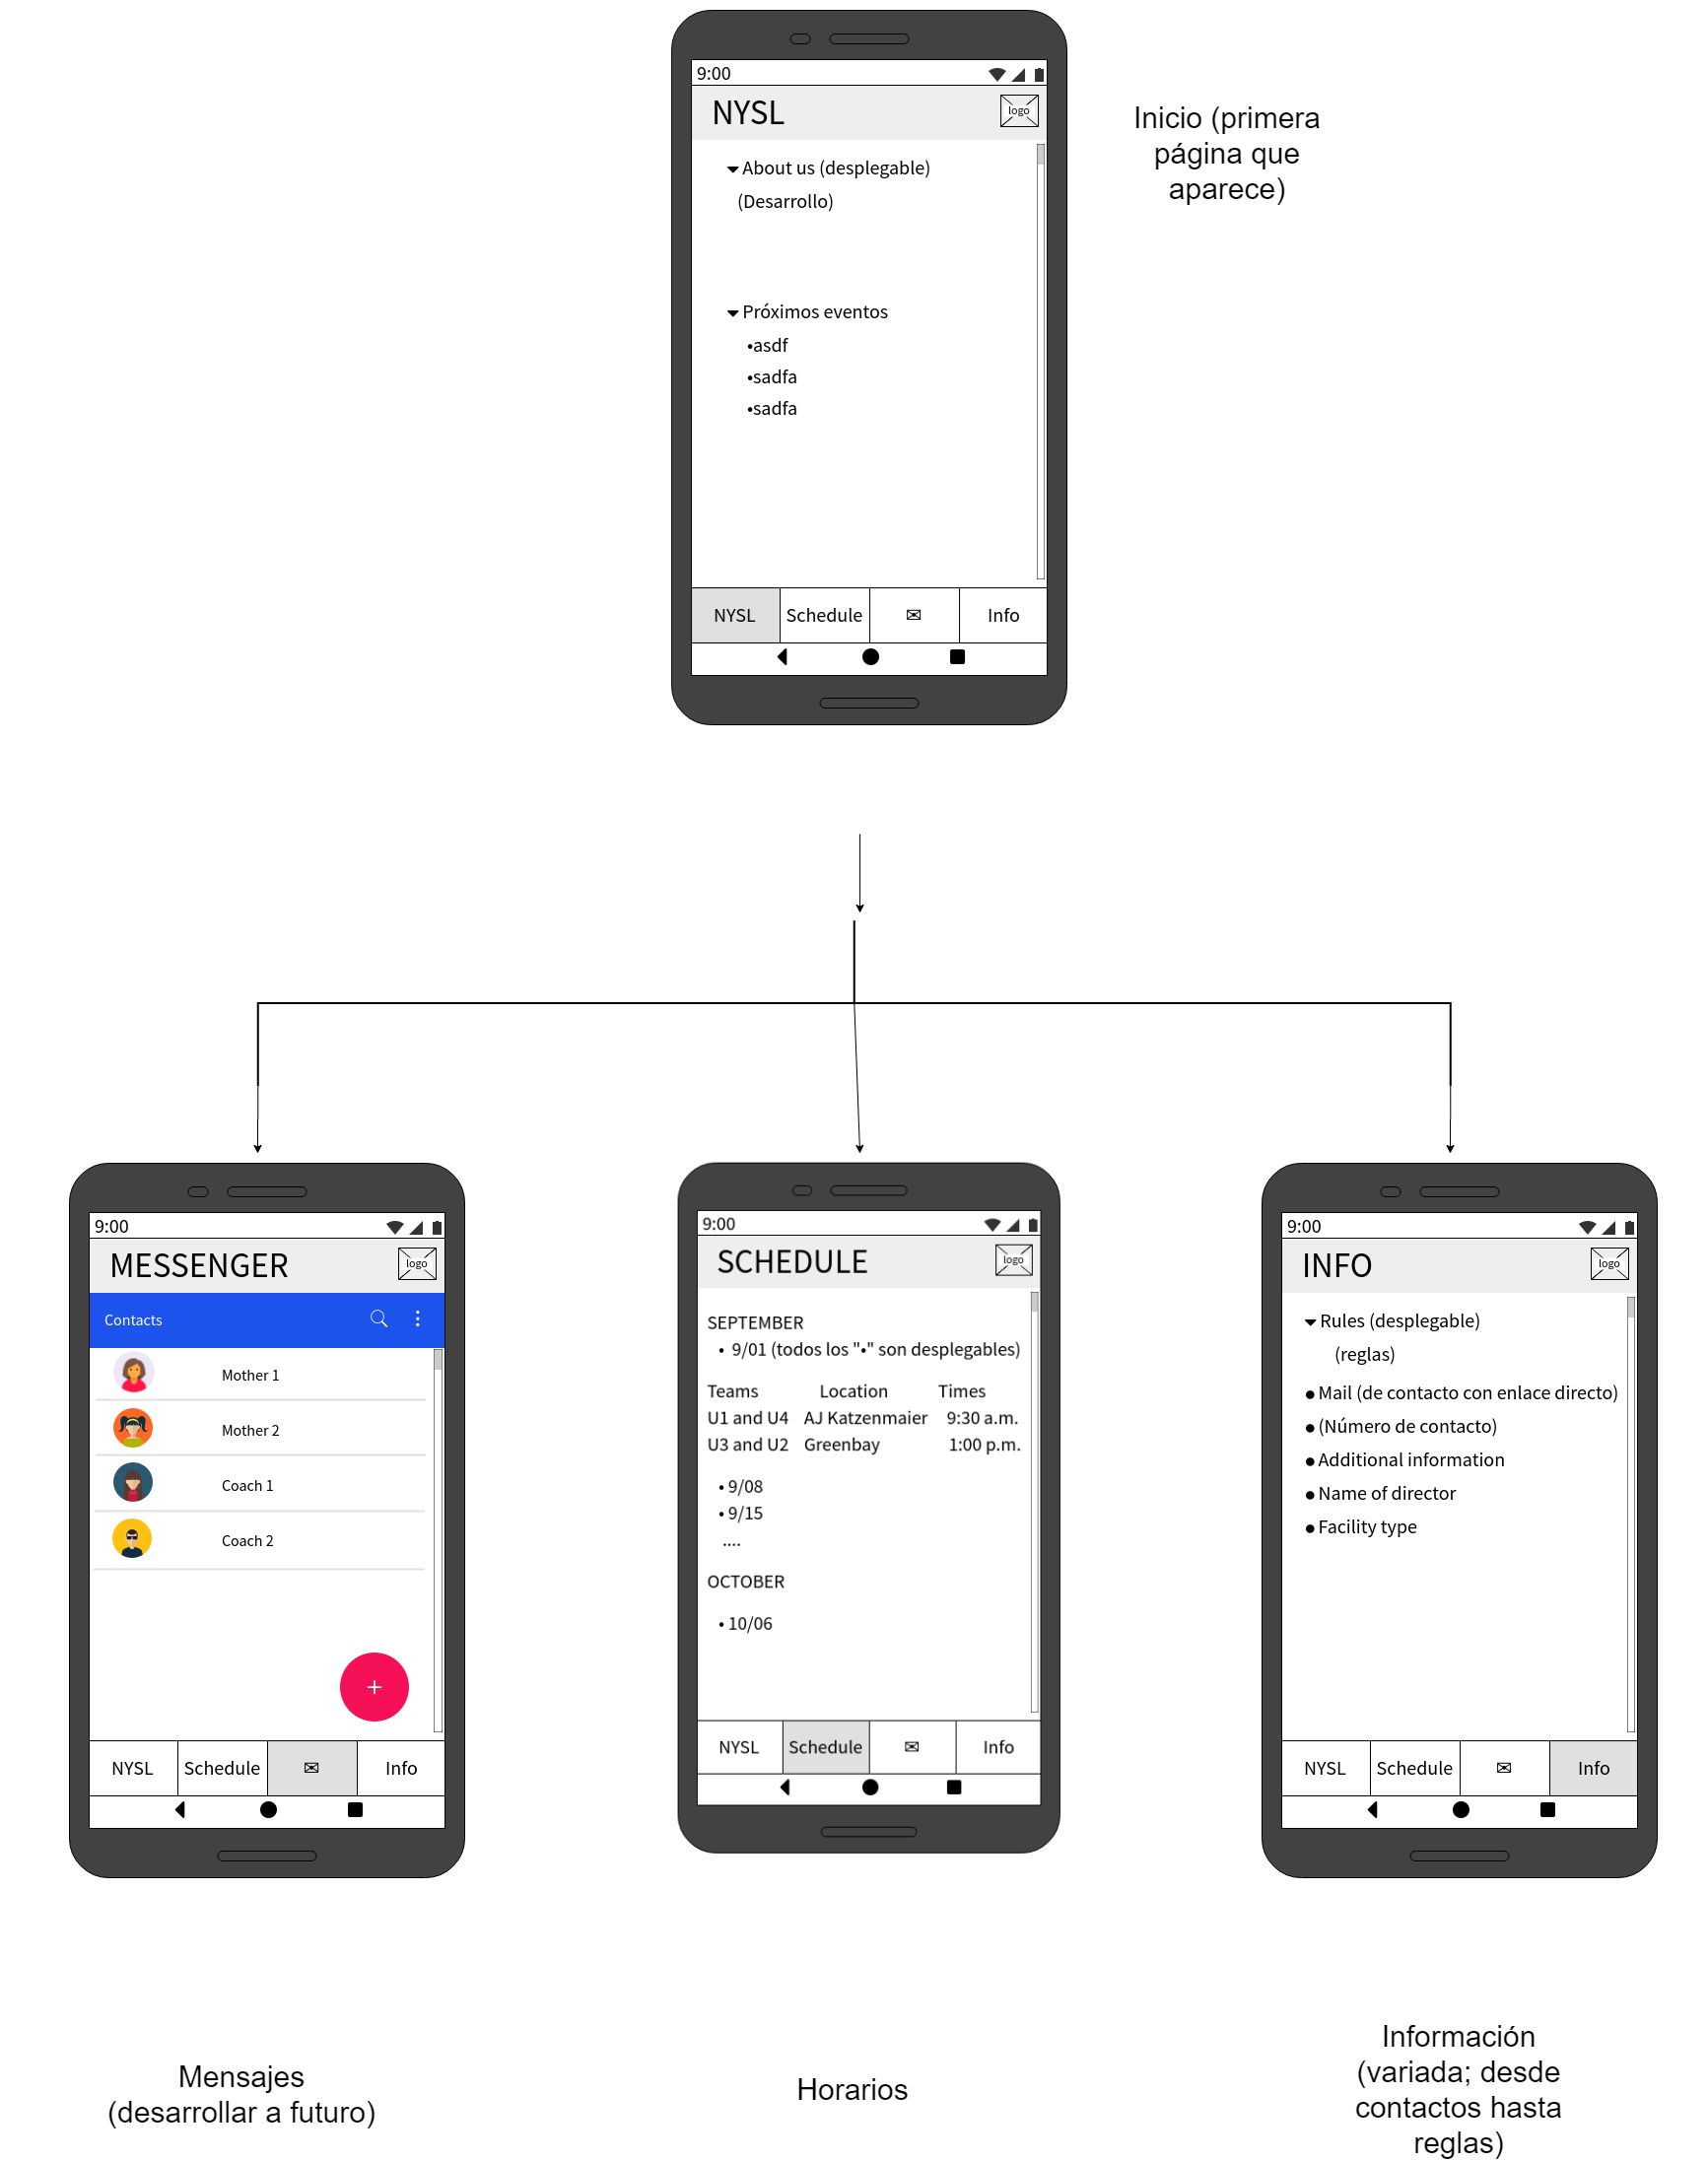 9:00
NYSL
logo
About us (desplegable)
(Desarrollo)
Próximos eventos
•asdf
•sadfa
•sadfa
NYSL Schedule ✉ Info
Inicio (primera
página que
aparece)
9:00
MESSENGER
logo
Contacts
Mother 1
Mother 2
Coach 1
Coach 2
+
NYSL Schedule ✉ Info
Mensajes
(desarrollar a futuro)
9:00
SCHEDULE
logo
SEPTEMBER
• 9/01 (todos los "•" son desplegables)
Teams Location Times
U1 and U4 AJ Katzenmaier 9:30 a.m.
U3 and U2 Greenbay 1:00 p.m.
• 9/08
• 9/15
....
OCTOBER
• 10/06
NYSL Schedule ✉ Info
Horarios
9:00
INFO
logo
Rules (desplegable)
(reglas)
● Mail (de contacto con enlace directo)
● (Número de contacto)
● Additional information
● Name of director
● Facility type
NYSL Schedule ✉ Info
Información
(variada; desde
contactos hasta
reglas)